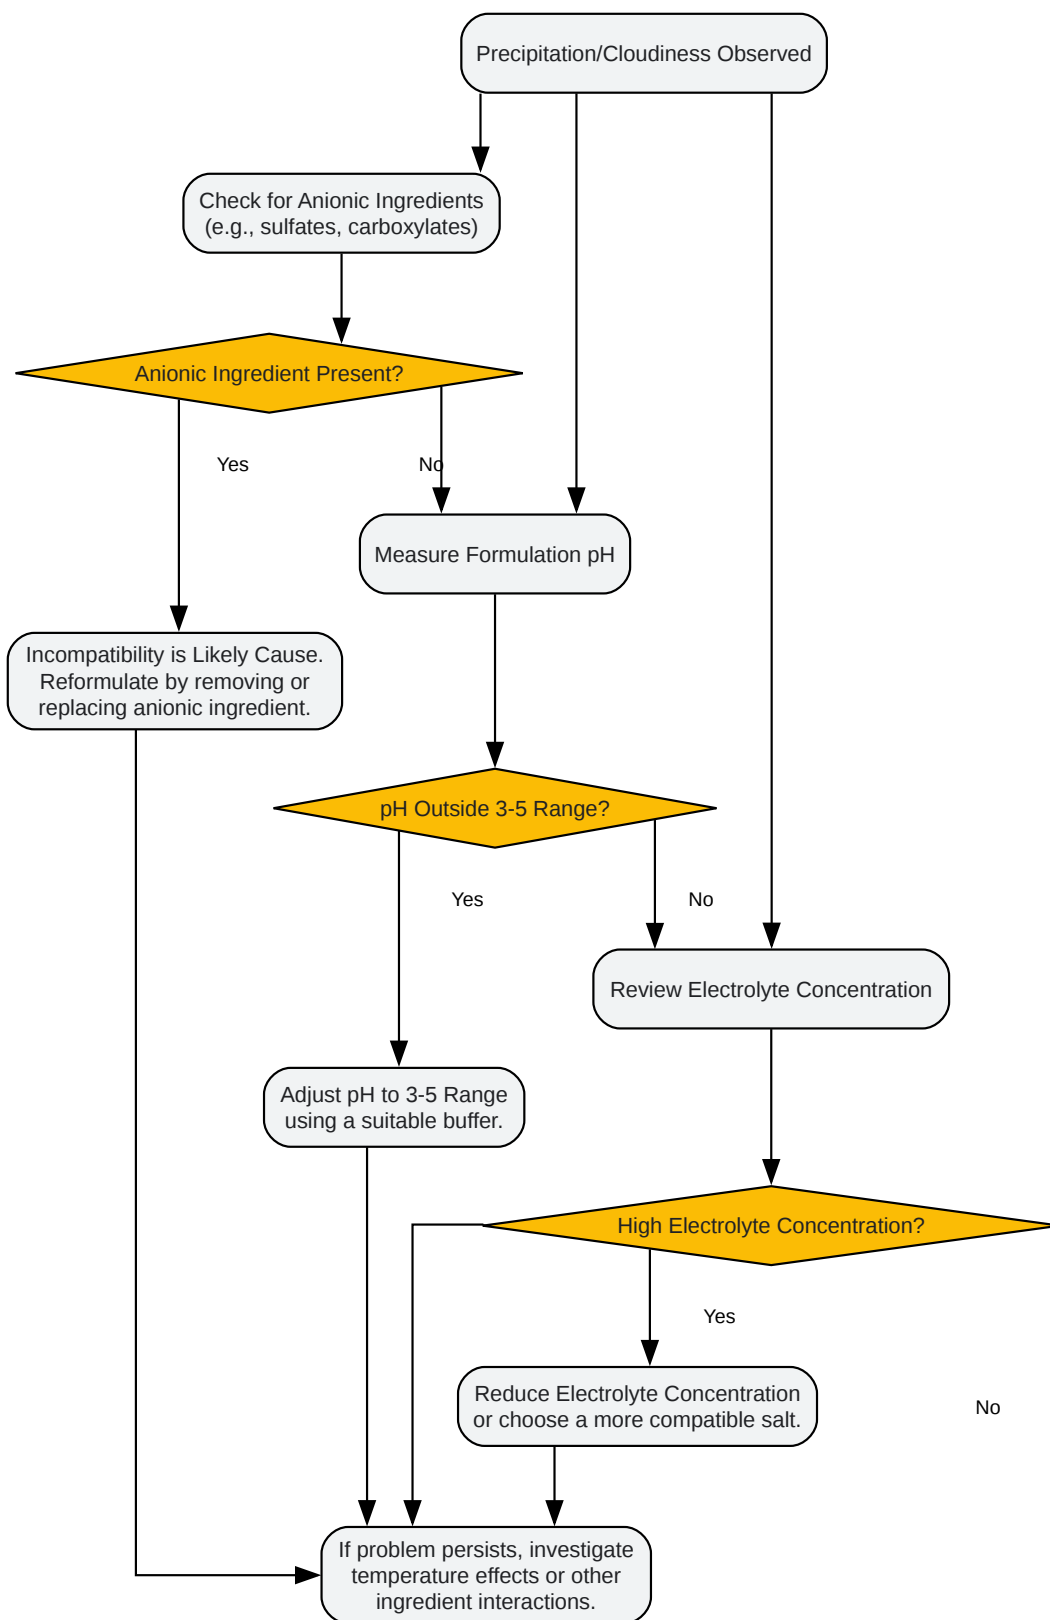 Precipitation/Cloudiness Observed
Check for Anionic Ingredients
(e.g., sulfates, carboxylates)
Anionic Ingredient Present?
Yes
No
Measure Formulation pH
Incompatibility is Likely Cause.
Reformulate by removing or
replacing anionic ingredient.
pH Outside 3-5 Range?
Yes
No
Review Electrolyte Concentration
Adjust pH to 3-5 Range
using a suitable buffer.
High Electrolyte Concentration?
Yes
Reduce Electrolyte Concentration
or choose a more compatible salt.
No
If problem persists, investigate
temperature effects or other
ingredient interactions.